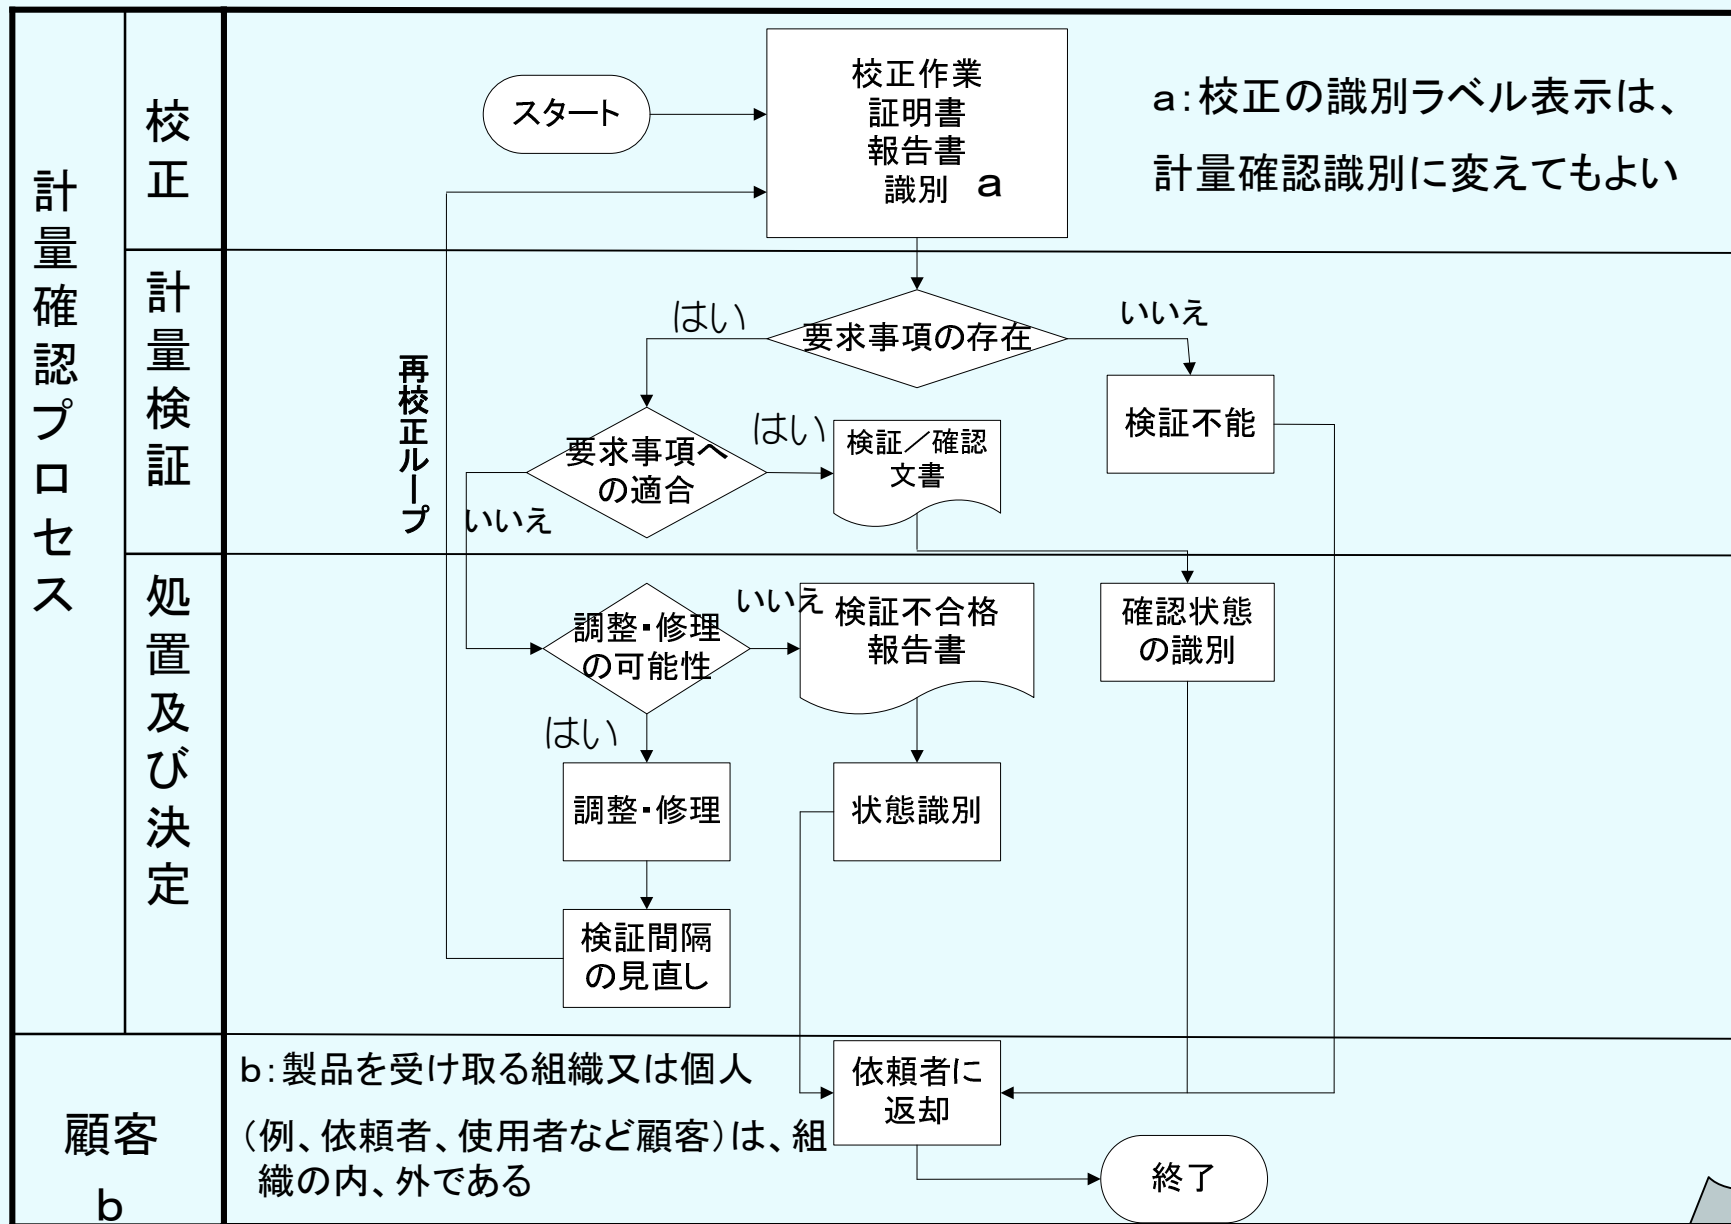 計量確認プロセス
校正
スタート
校正作業
証明書
報告書
識別 a
a:校正の識別ラベル表示は、
計量確認識別に変えてもよい
計量検証
再校正ループ
はい
要求事項の存在
いいえ
検証不能
要求事項へ
の適合
はい
検証／確認
文書
いいえ
処置及び決定
調整・修理
の可能性
いいえ
検証不合格
報告書
確認状態
の識別
はい
調整・修理
状態識別
検証間隔
の見直し
顧客
b
b:製品を受け取る組織又は個人
(例、依頼者、使用者など顧客)は、組
織の内、外である
依頼者に
返却
終了